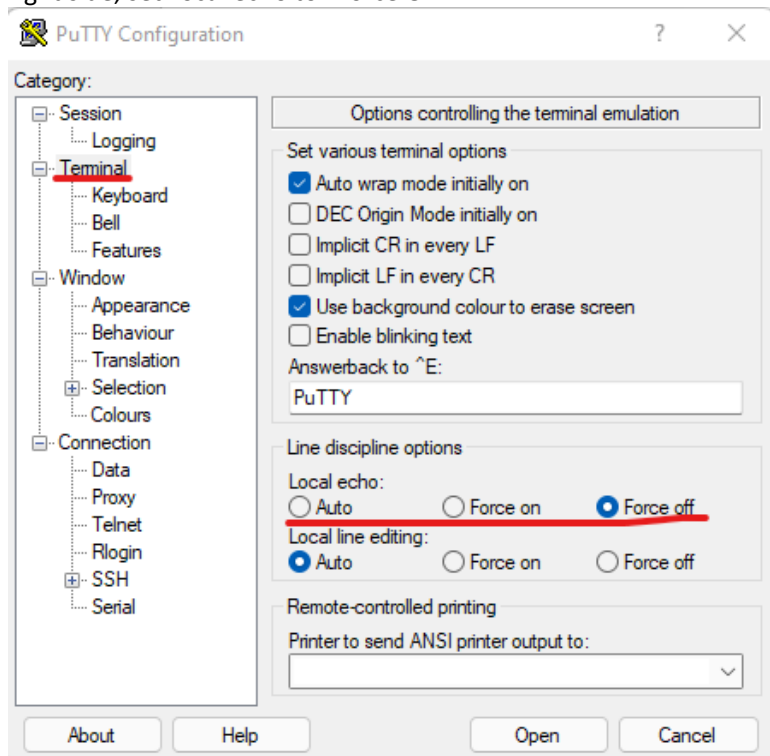 PuTTY Configuration
?
Category:
Session
Logging
Terminal
Keyboard
Bell
Features
Window
Appearance
Behaviour
Translation
Selection
Colours
Connection
Data
Proxy
Telnet
Rlogin
SSH
Serial
Options controlling the terminal emulation
Set various terminal options
Auto wrap mode initially on
DEC Origin Mode initially on
Implicit CR in every LF
Implicit LF in every CR
Use background colour to erase screen
Enable blinking text
Answerback to ^E:
PuTTY
Line discipline options
Local echo:
Auto Force on Force off
Local line editing:
Auto Force on Force off
Remote-controlled printing
Printer to send ANSI printer output to:
About Help Open Cancel